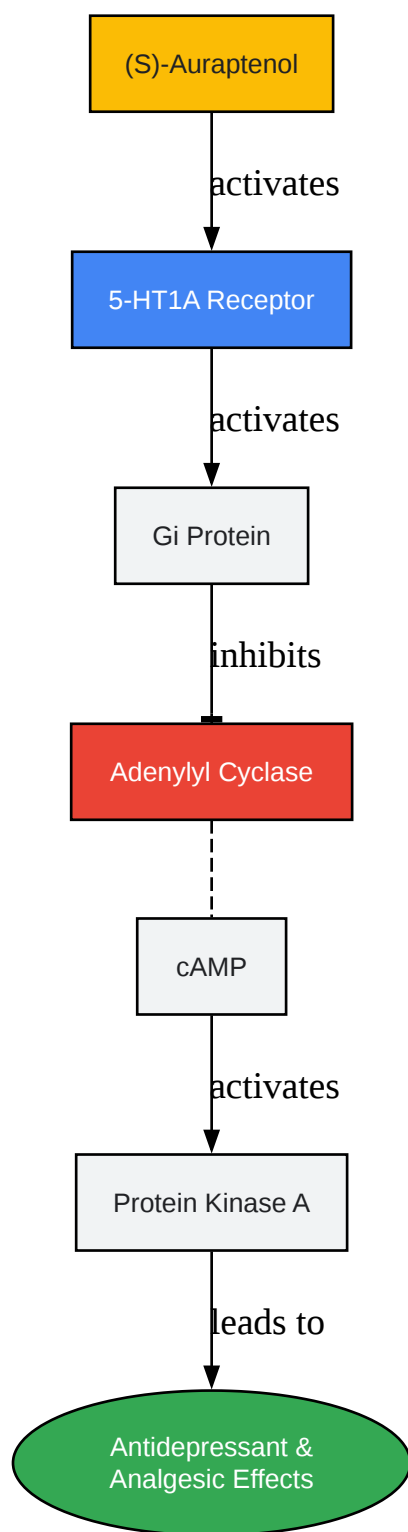 (S)-Auraptenol
activates
5-HT1A Receptor
activates
Gi Protein
inhibits
Adenylyl Cyclase
cAMP
activates
Protein Kinase A
leads to
Antidepressant &
Analgesic Effects